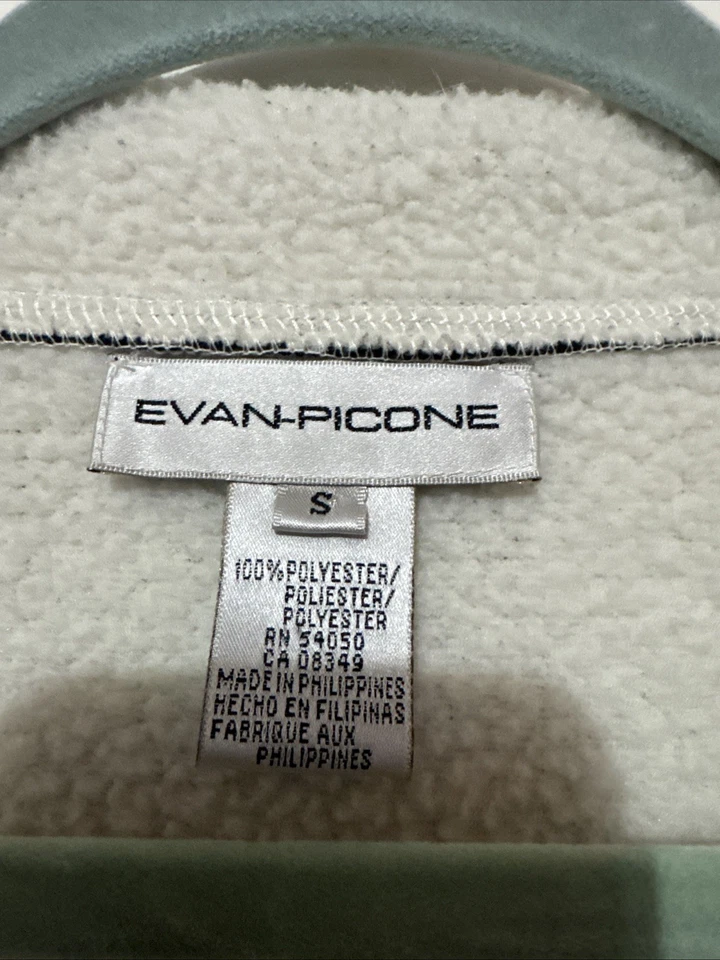 EVAN-PICONE
S
100% POLYESTER/
POLIESTER/
POLYESTER
RN 54050
CA 08349
MADE IN PHILIPPINES
HECHO EN FILIPINAS
FABRIQUE AUX
PHILIPPINES